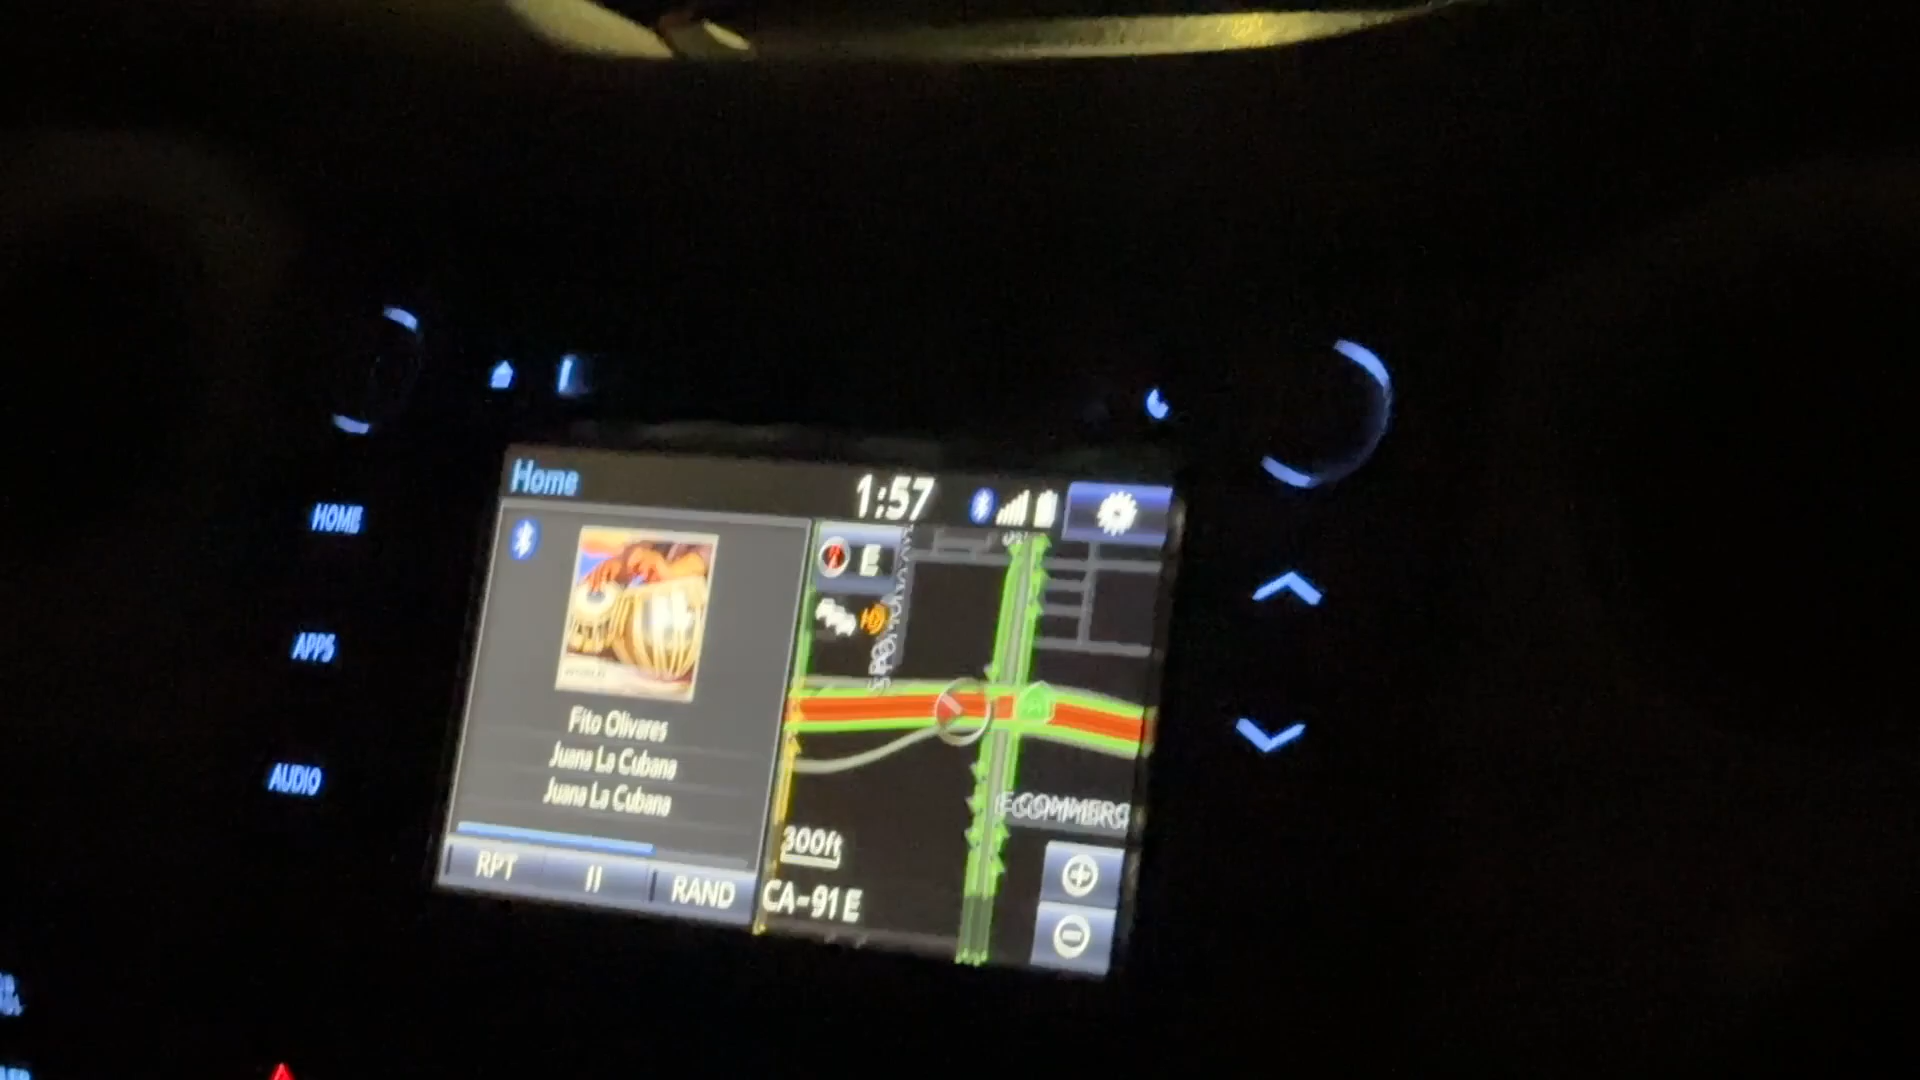 Home
1:57
HOME
E
APPS
Fito Olivares
Juana La Cubana
Juana La Cubana
AUDIO
E COMMERC
300ft
RPT
RAND
CA-91 E